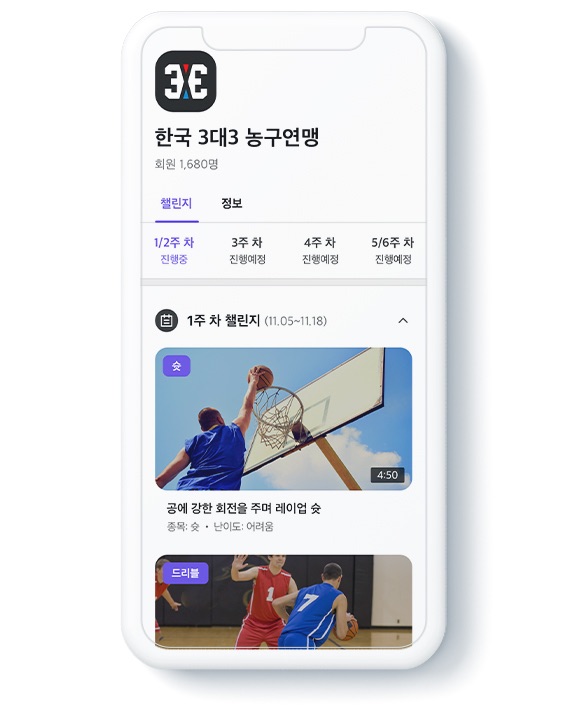 3X3
한국 3대3 농구연맹
회원 1,680명
챌린지 정보
1/2주 차 3주 차 4주 차 5/6주 차
진행중 진행예정 진행예정 진행예정
1주 차 챌린지 (11.05~11.18)
슛
4:50
공에 강한 회전을 주며 레이업 슛
종목: 슛 • 난이도: 어려움
드리블
1
7